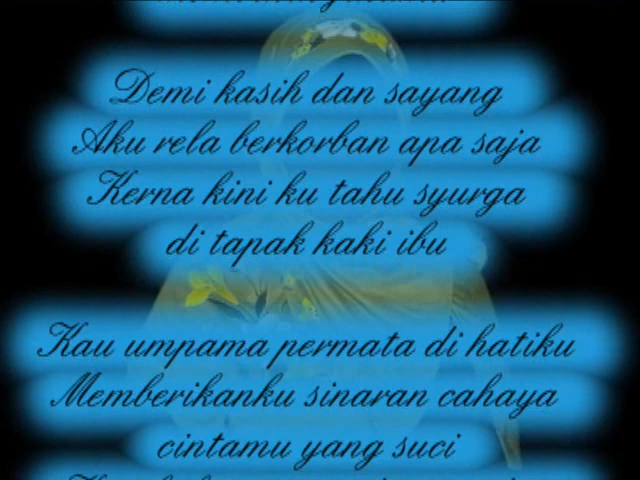 Demi kasih dan sayang
Aku rela berkorban apa saja
Kerna kini ku tahu syurga
di tapak kaki ibu
Kau umpama permata di hatiku
Memberikanku sinaran cahaya
cintamu yang suci